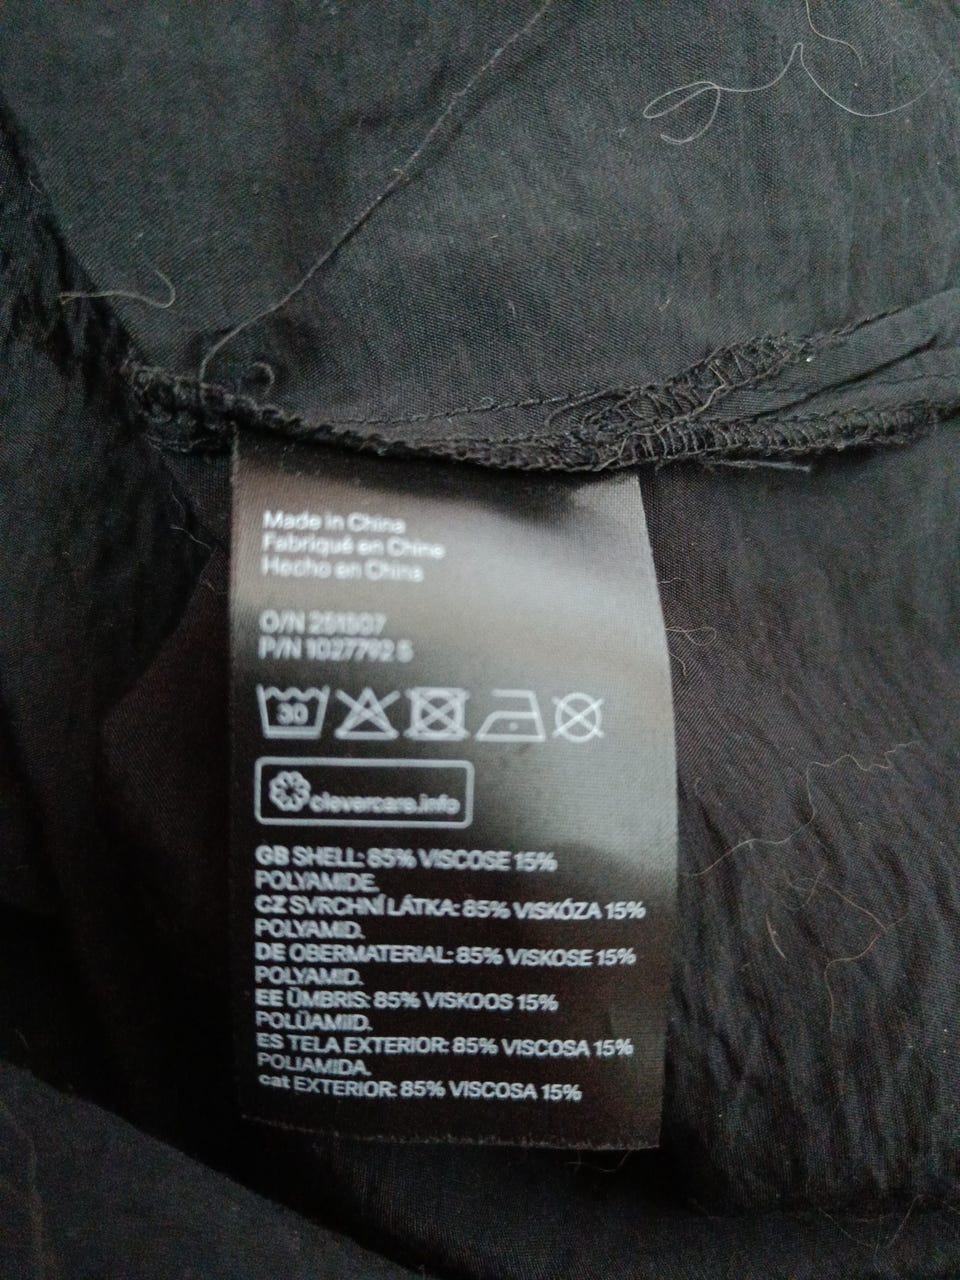 Made in China
Fabriqué en Chine
Hecho en China
O/N 251507
P/N 1027792 5
30
clevercare.info
GB SHELL: 85% VISCOSE 15%
POLYAMIDE.
CZ SVRCHNÍ LÁTKA: 85% VISKÓZA 15%
POLYAMID.
DE OBERMATERIAL: 85% VISKOSE 15%
POLYAMID.
EE ÜMBRIS: 85% VISKOOS 15%
POLÜAMIID.
ES TELA EXTERIOR: 85% VISCOSA 15%
POLIAMIDA.
cat EXTERIOR: 85% VISCOSA 15%